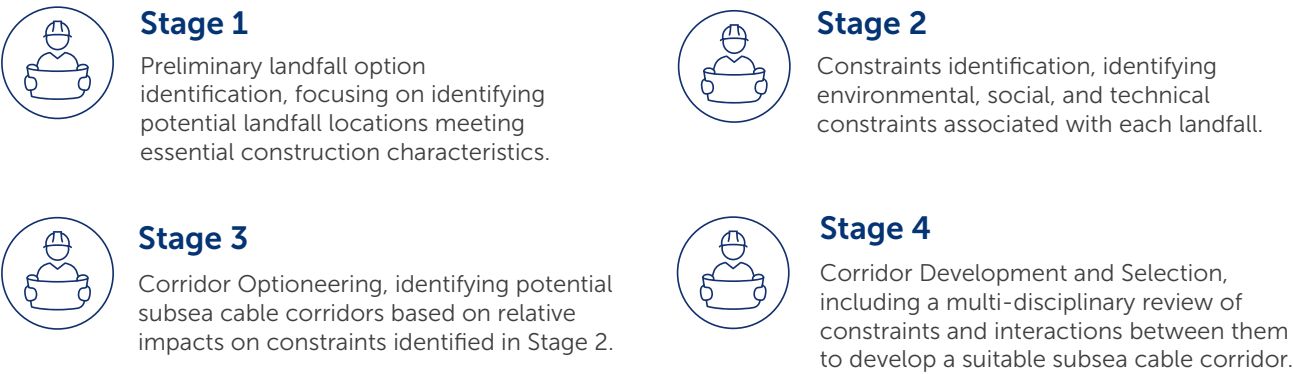 Stage 1
Preliminary landfall option
identification, focusing on identifying
potential landfall locations meeting
essential construction characteristics.
Stage 2
Constraints identification, identifying
environmental, social, and technical
constraints associated with each landfall.
Stage 3
Corridor Optioneering, identifying potential
subsea cable corridors based on relative
impacts on constraints identified in Stage 2.
Stage 4
Corridor Development and Selection,
including a multi-disciplinary review of
constraints and interactions between them
to develop a suitable subsea cable corridor.